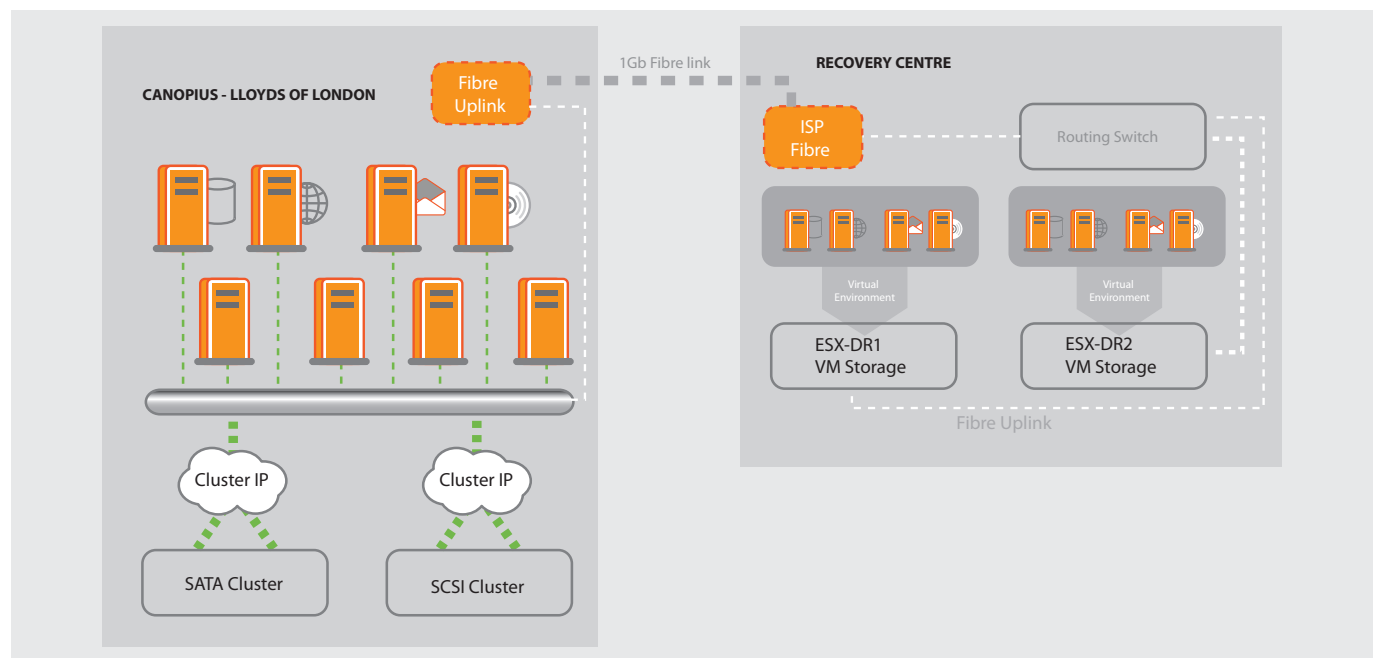 CANOPIUS - LLOYDS OF LONDON
Fibre
Uplink
1Gb Fibre link
RECOVERY CENTRE
ISP
Fibre
Routing Switch
Virtual
Environment
Virtual
Environment
ESX-DR1
VM Storage
ESX-DR2
VM Storage
Fibre Uplink
Cluster IP
Cluster IP
SATA Cluster
SCSI Cluster